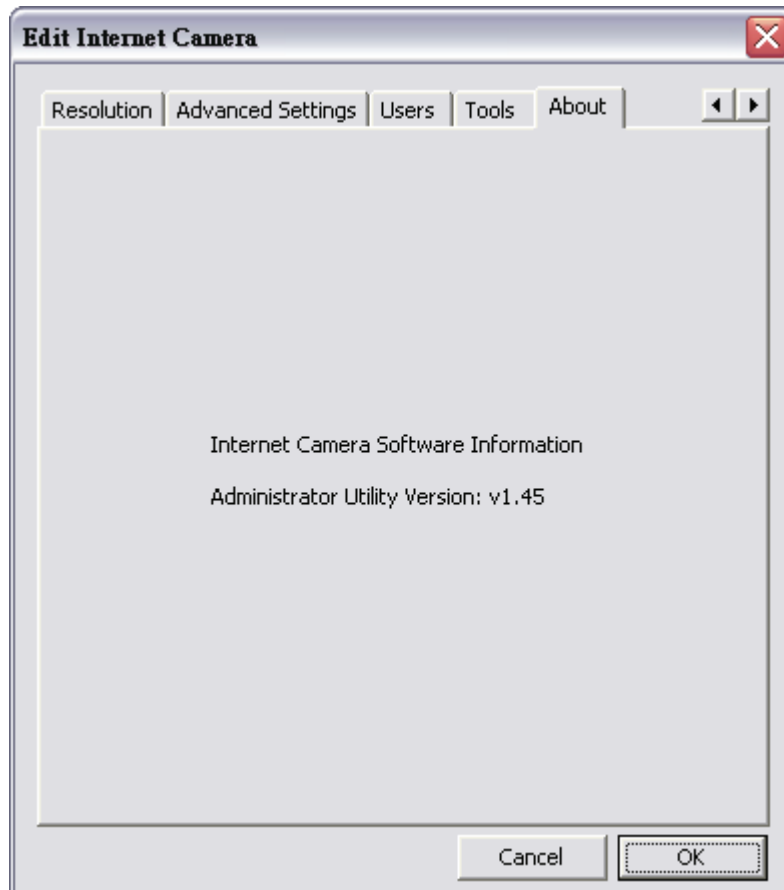 Edit Internet Camera
Resolution Advanced Settings Users Tools About
Internet Camera Software Information
Administrator Utility Version: v1.45
Cancel OK